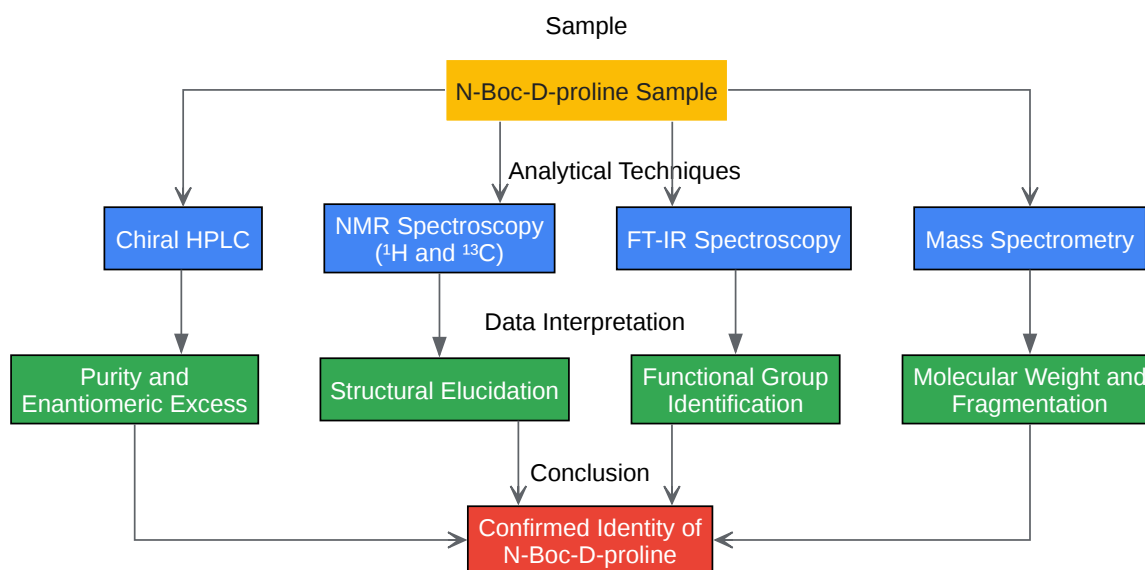 Sample
N-Boc-D-proline Sample
Analytical Techniques
Chiral HPLC
NMR Spectroscopy
(¹H and ¹³C)
FT-IR Spectroscopy
Mass Spectrometry
Data Interpretation
Purity and
Enantiomeric Excess
Structural Elucidation
Functional Group
Identification
Molecular Weight and
Fragmentation
Conclusion
Confirmed Identity of
N-Boc-D-proline